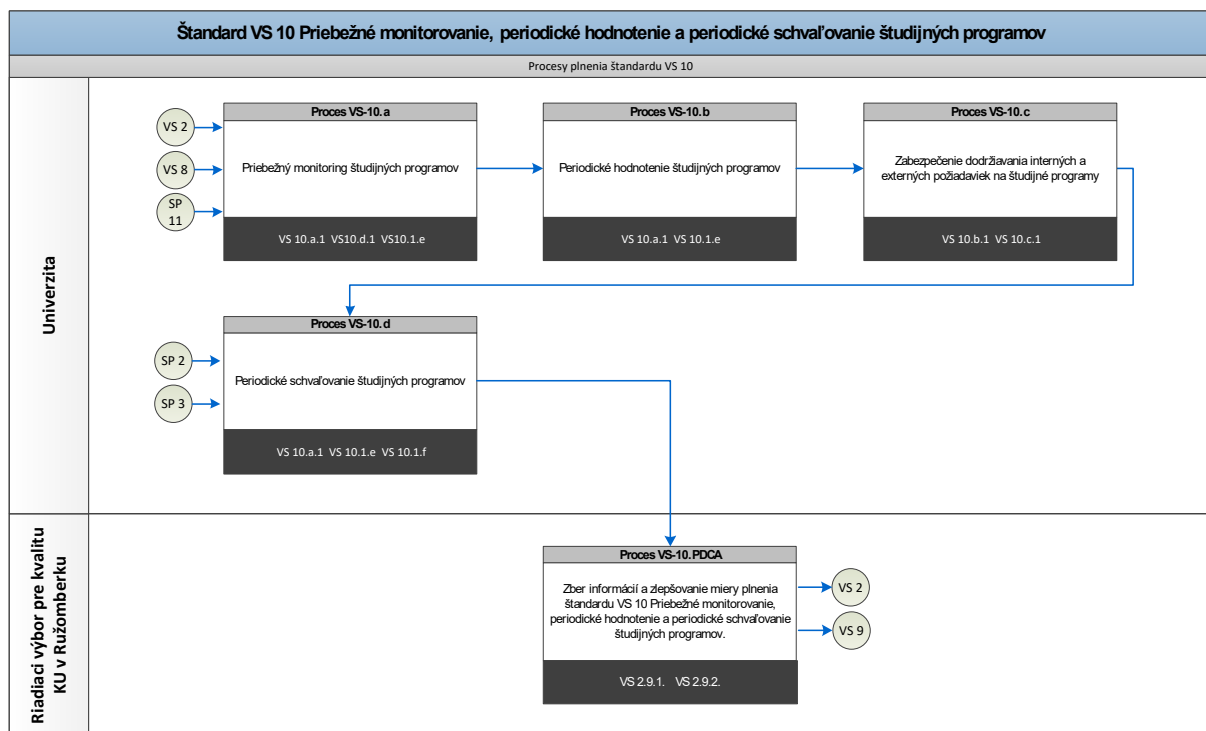 Štandard VS 10 Priebežné monitorovanie, periodické hodnotenie a periodické schvaľovanie študijných programov
Procesy plnenia štandardu VS 10
Univerzita
VS 2
VS 8
SP
11
Proces VS-10.a
Priebežný monitoring študijných programov
VS 10.a.1 VS10.d.1 VS10.1.e
Proces VS-10.b
Periodické hodnotenie študijných programov
VS 10.a.1 VS 10.1.e
Proces VS-10.c
Zabezpečenie dodržiavania interných a
externých požiadaviek na študijné programy
VS 10.b.1 VS 10.c.1
SP 2
SP 3
Proces VS-10.d
Periodické schvaľovanie študijných programov
VS 10.a.1 VS 10.1.e VS 10.1.f
Riadiaci výbor pre kvalitu
KU v Ružomberku
Proces VS-10.PDCA
Zber informácií a zlepšovanie miery plnenia
štandardu VS 10 Priebežné monitorovanie,
periodické hodnotenie a periodické schvaľovanie
študijných programov.
VS 2.9.1. VS 2.9.2.
VS 2
VS 9